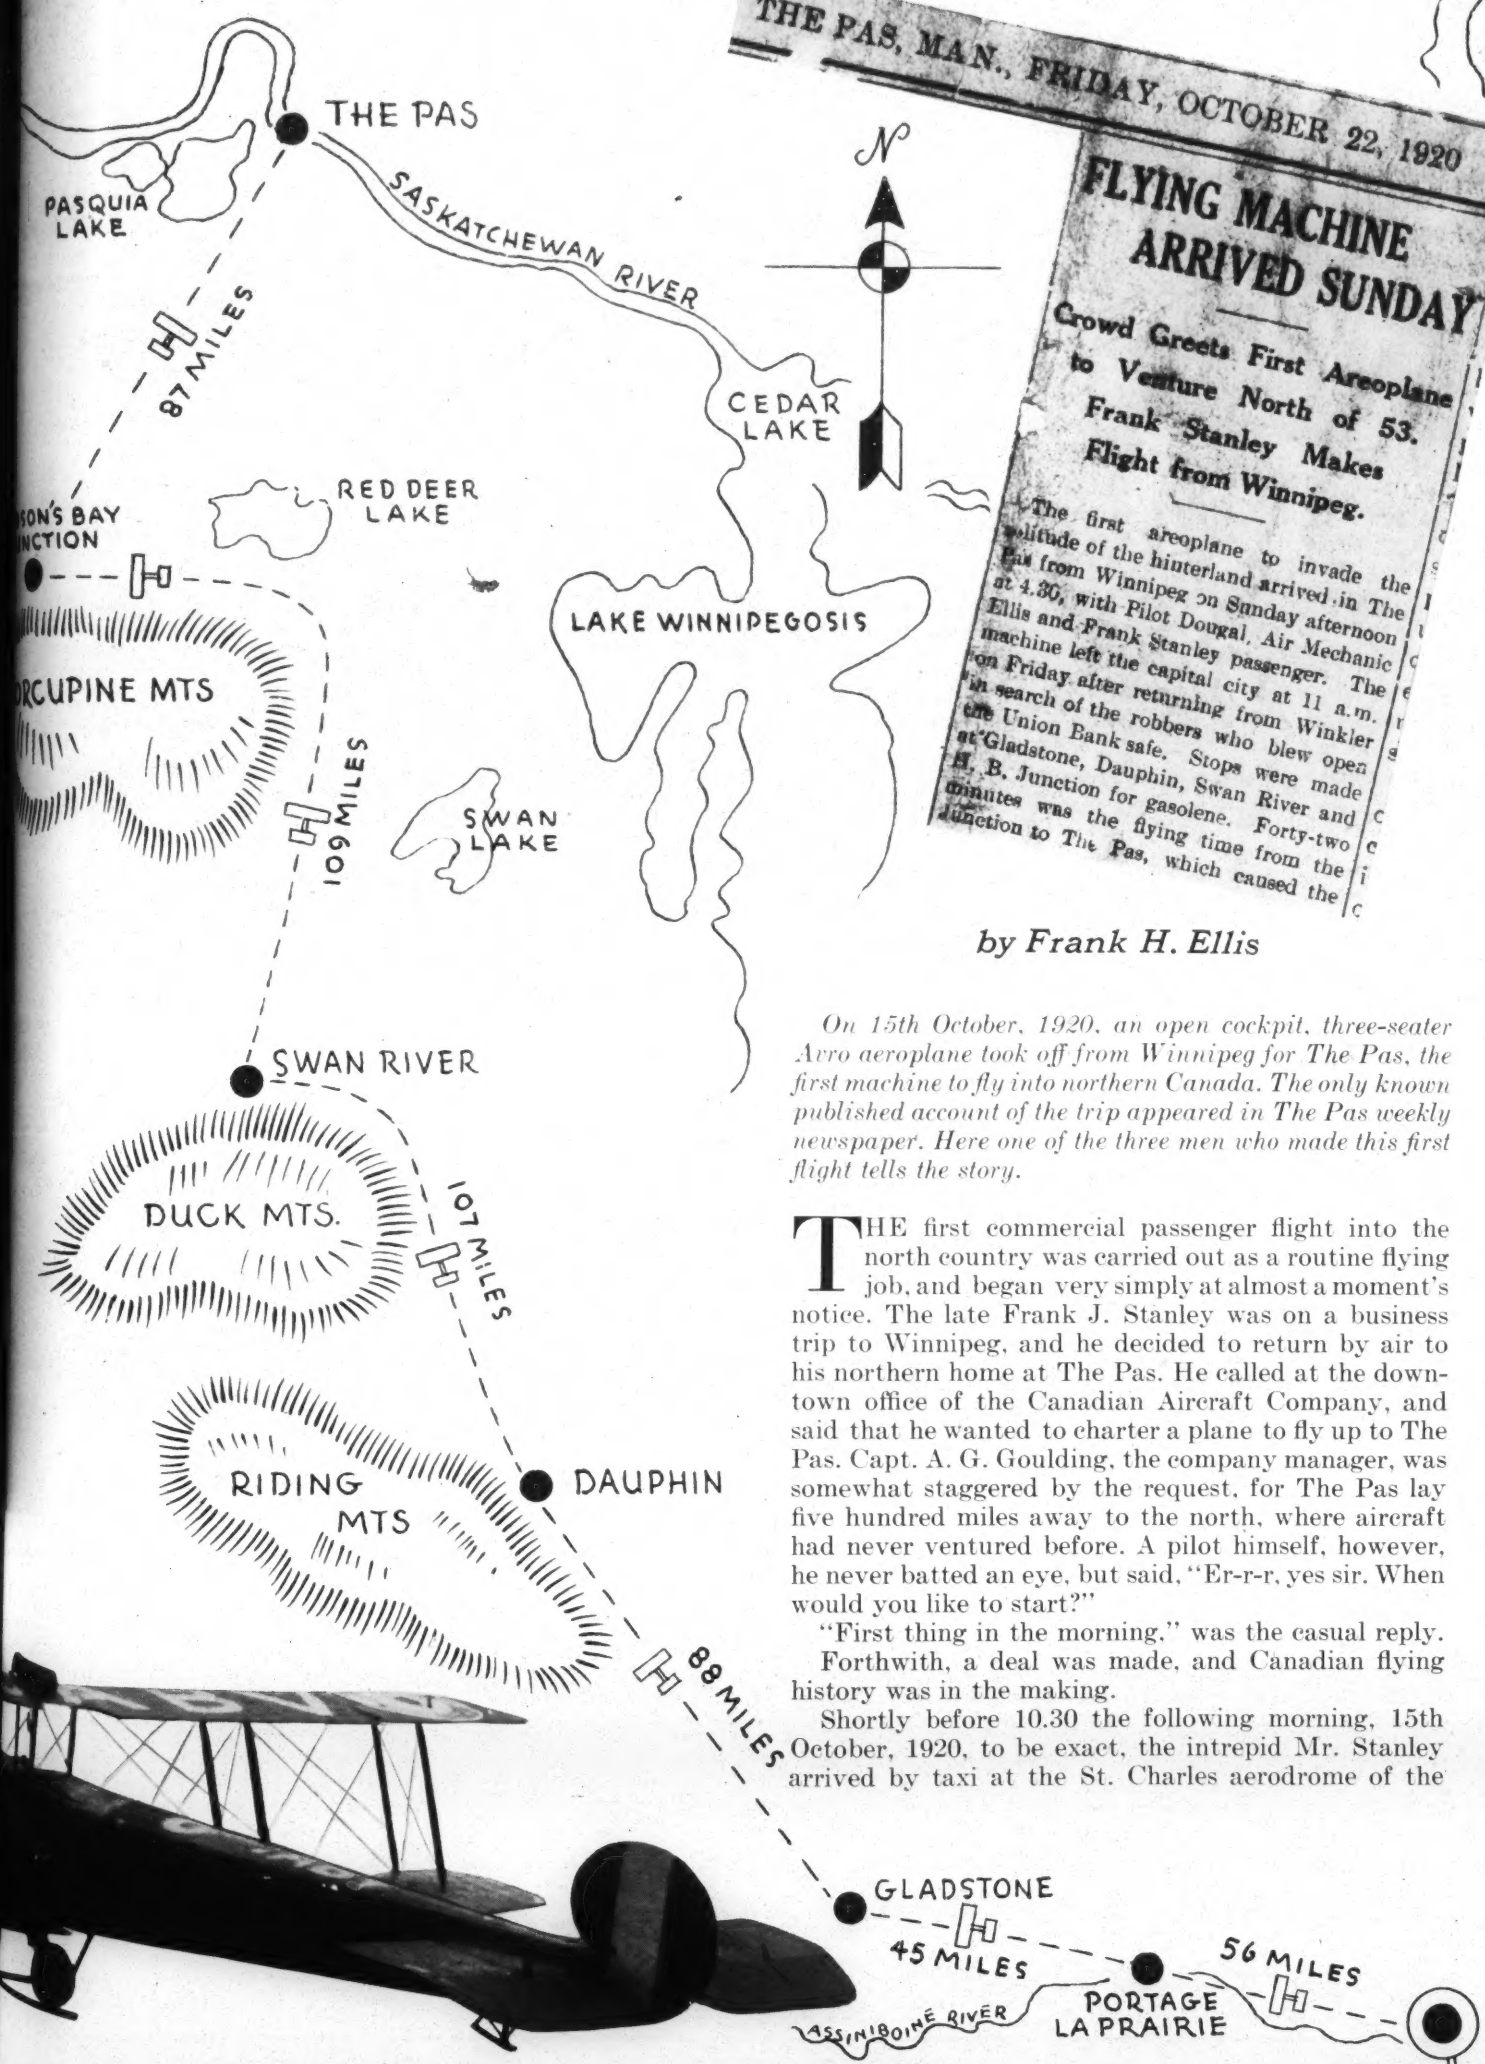 THE PAS, MAN., FRIDAY, OCTOBER 22, 1920
FLYING MACHINE
ARRIVED SUNDAY
Crowd Greets First Areoplane
to Venture North of 53.
Frank Stanley Makes
Flight from Winnipeg.
The first areoplane to invade the
solitude of the hinterland arrived in The
Pas from Winnipeg on Sunday afternoon
at 4.30, with Pilot Dougal, Air Mechanic
Ellis and Frank Stanley passenger. The
machine left the capital city at 11 a.m.
on Friday after returning from Winkler
in search of the robbers who blew open
the Union Bank safe. Stops were made
at Gladstone, Dauphin, Swan River and
H. B. Junction for gasolene. Forty-two
minutes was the flying time from the
Junction to The Pas, which caused the
by Frank H. Ellis
On 15th October, 1920, an open cockpit, three-seater
Avro aeroplane took off from Winnipeg for The Pas, the
first machine to fly into northern Canada. The only known
published account of the trip appeared in The Pas weekly
newspaper. Here one of the three men who made this first
flight tells the story.
THE first commercial passenger flight into the
north country was carried out as a routine flying
job, and began very simply at almost a moment's
notice. The late Frank J. Stanley was on a business
trip to Winnipeg, and he decided to return by air to
his northern home at The Pas. He called at the down-
town office of the Canadian Aircraft Company, and
said that he wanted to charter a plane to fly up to The
Pas. Capt. A. G. Goulding, the company manager, was
somewhat staggered by the request, for The Pas lay
five hundred miles away to the north, where aircraft
had never ventured before. A pilot himself, however,
he never batted an eye, but said, "Er-r-r, yes sir. When
would you like to start?"
"First thing in the morning," was the casual reply.
Forthwith, a deal was made, and Canadian flying
history was in the making.
Shortly before 10.30 the following morning, 15th
October, 1920, to be exact, the intrepid Mr. Stanley
arrived by taxi at the St. Charles aerodrome of the
THE PAS
PASQUIA
LAKE
SASKATCHEWAN RIVER
N
87 MILES
CEDAR
LAKE
RED DEER
LAKE
SON'S BAY
NCTION
LAKE WINNIPEGOSIS
ORCUPINE MTS
109 MILES
SWAN
LAKE
SWAN RIVER
DUCK MTS.
107 MILES
RIDING
MTS
DAUPHIN
88 MILES
GLADSTONE
45 MILES
56 MILES
PORTAGE
LA PRAIRIE
ASSINIBOINE RIVER